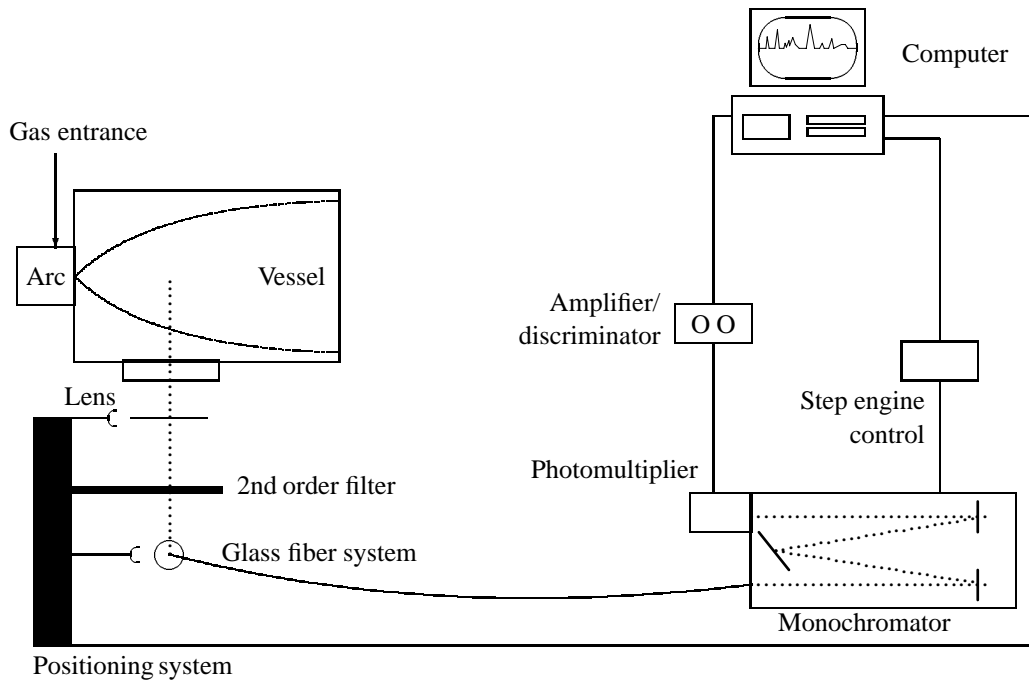 Computer
Gas entrance
Arc
Vessel
Amplifier/
discriminator
Lens
Step engine
control
Photomultiplier
2nd order filter
Glass fiber system
Monochromator
Positioning system